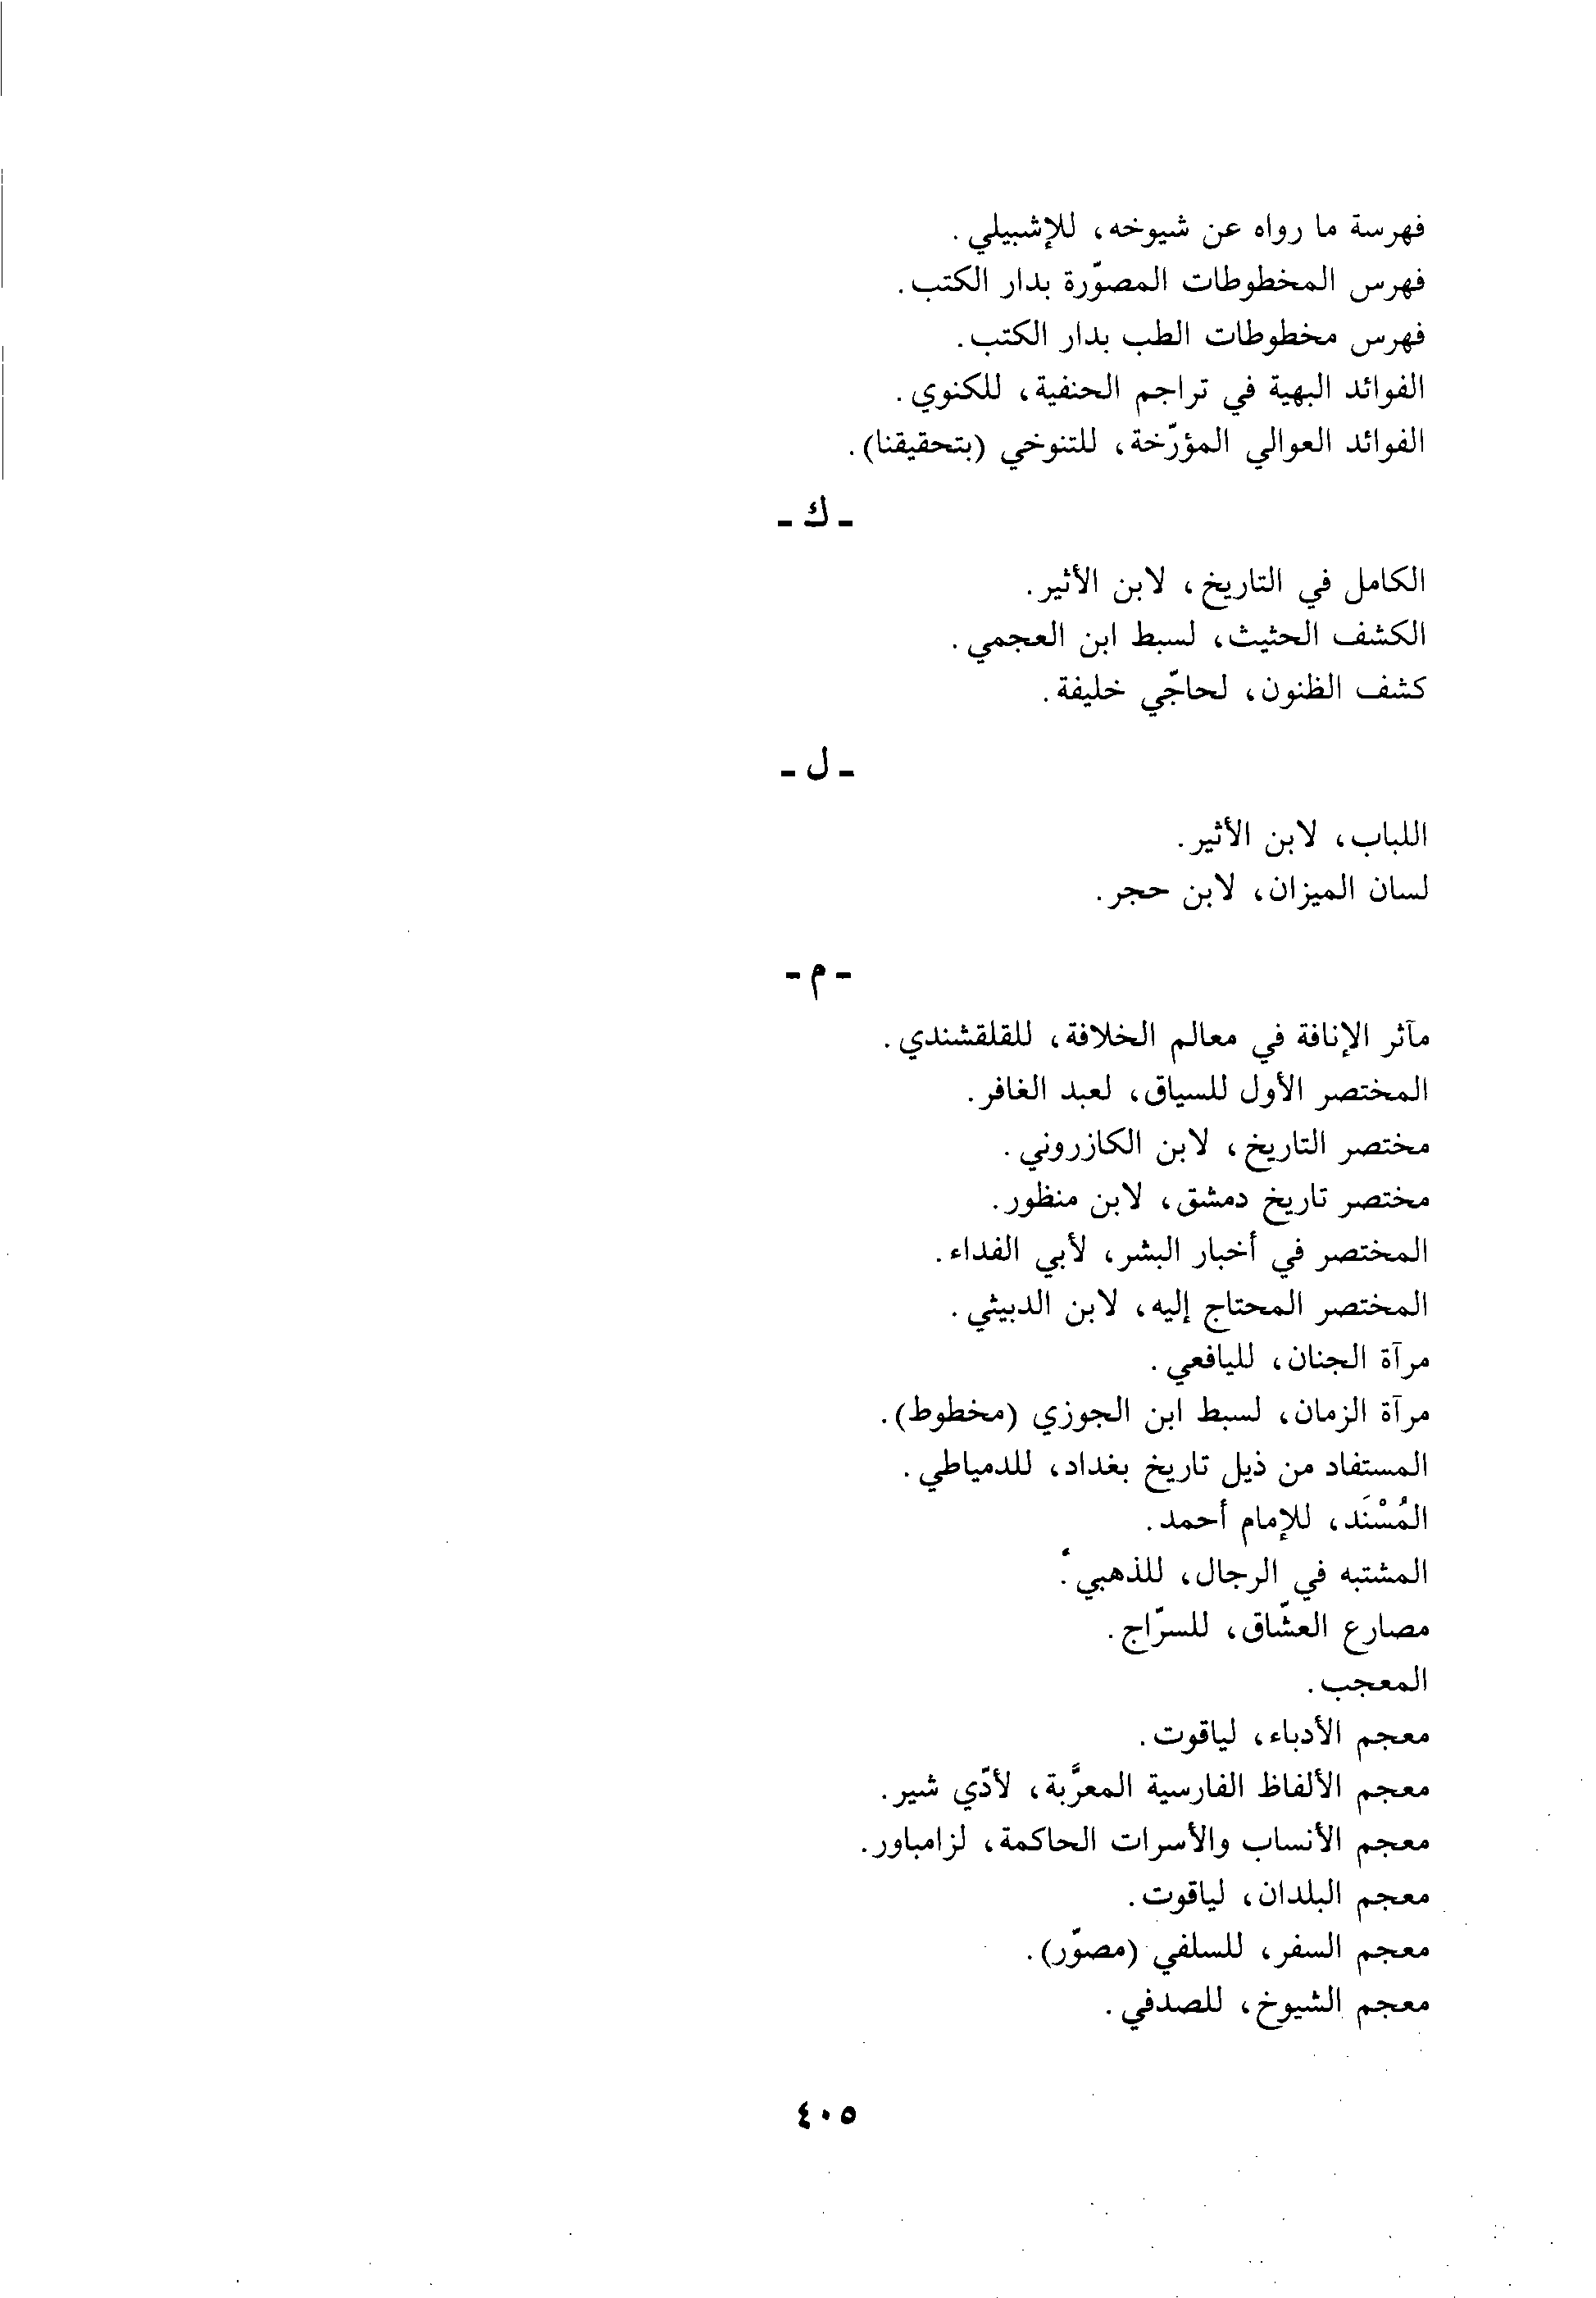 فهرسة ما رواه عن شيوخه، للإشبيلي.
فهرس المخطوطات المصوّرة بدار الكتب.
فهرس مخطوطات الطب بدار الكتب.
الفوائد البهية في تراجم الحنفية، للكنوي.
الفوائد العوالي المؤرّخة، للتنوخي (بتحقيقنا).
- ك -
الكامل في التاريخ، لابن الأثير.
الكشف الحثيث، لسبط ابن العجمي.
كشف الظنون، لحاجّي خليفة.
- ل -
اللباب، لابن الأثير.
لسان الميزان، لابن حجر.
- م -
مآثر الإنافة في معالم الخلافة، للقلقشندي.
المختصر الأول للسياق، لعبد الغافر.
مختصر التاريخ، لابن الكازروني.
مختصر تاريخ دمشق، لابن منظور.
المختصر في أخبار البشر، لأبي الفداء.
المختصر المحتاج إليه، لابن الدبيثي.
مرآة الجنان، لليافعي.
مرآة الزمان، لسبط ابن الجوزي (مخطوط).
المستفاد من ذيل تاريخ بغداد، للدمياطي.
المُسْنَد، للإمام أحمد.
المشتبه في الرجال، للذهبي.
مصارع العشّاق، للسرّاج.
المعجب.
معجم الأدباء، لياقوت.
معجم الألفاظ الفارسية المعرَّبة، لأدّي شير.
معجم الأنساب والأسرات الحاكمة، لزامباور.
معجم البلدان، لياقوت.
معجم السفر، للسلفي (مصوّر).
معجم الشيوخ، للصدفي.
٤٠٥